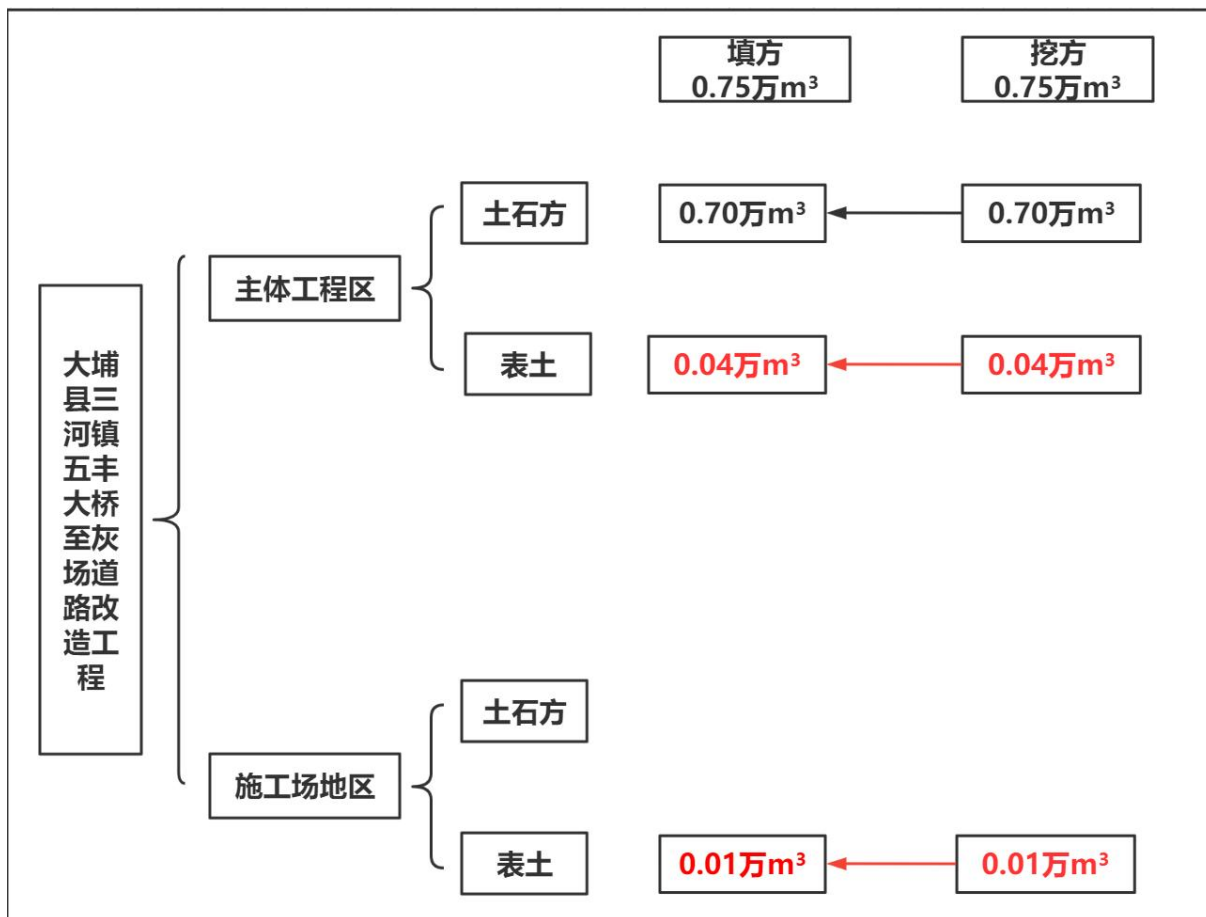 填方
0.75万m³
挖方
0.75万m³
土石方
0.70万m³
0.70万m³
主体工程区
表土
0.04万m³
0.04万m³
大埔
县三
河镇
五丰
大桥
至灰
场道
路改
造工
程
土石方
施工场地区
表土
0.01万m³
0.01万m³